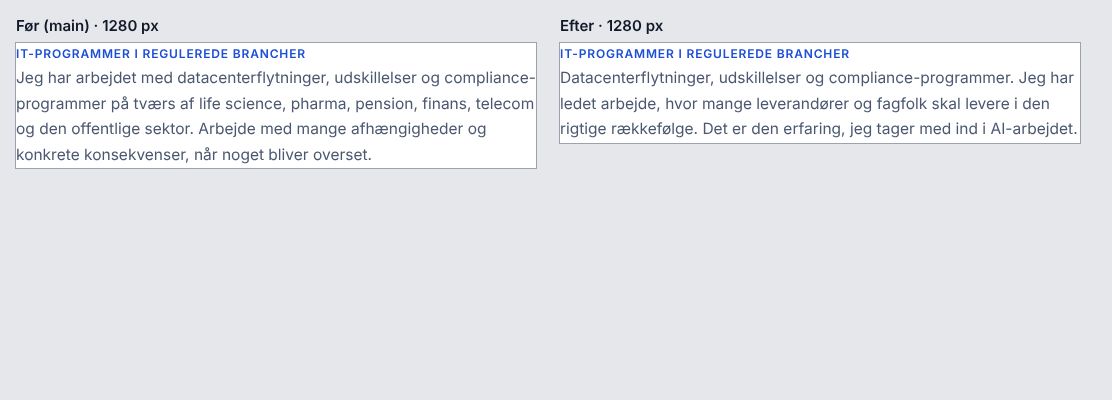 Før (main) · 1280 px
IT-PROGRAMMER I REGULEREDE BRANCHER
Jeg har arbejdet med datacenterflytninger, udskillelser og compliance-
programmer på tværs af life science, pharma, pension, finans, telecom
og den offentlige sektor. Arbejde med mange afhængigheder og
konkrete konsekvenser, når noget bliver overset.
Efter · 1280 px
IT-PROGRAMMER I REGULEREDE BRANCHER
Datacenterflytninger, udskillelser og compliance-programmer. Jeg har
ledet arbejde, hvor mange leverandører og fagfolk skal levere i den
rigtige rækkefølge. Det er den erfaring, jeg tager med ind i AI-arbejdet.